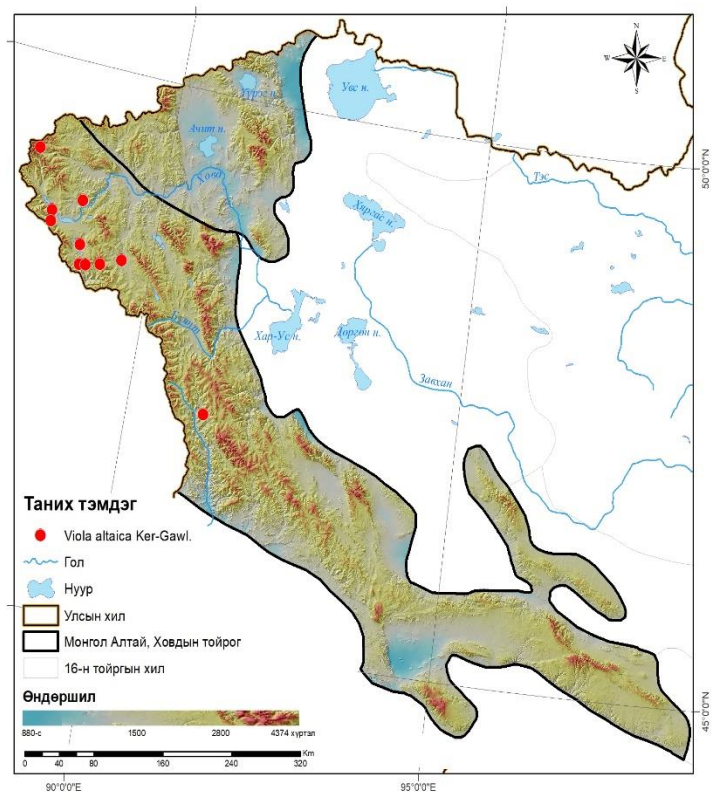 N
W E
S
Увс н.
Үүрэг н.
Ачит н.
Ховд
Тэс
50°0'0"N
Хяргас н.
Хар-Ус н.
Дөргөн н.
Буянт
Завхан
Таних тэмдэг
Viola altaica Ker-Gawl.
Гол
Нуур
Улсын хил
Монгол Алтай, Ховдын тойрог
16-н тойргын хил
Өндөршил
880-с 1500 2800 4374 хүртэл
Km
0 20 40 80 160 240 320
45°0'0"N
90°0'0"E 95°0'0"E